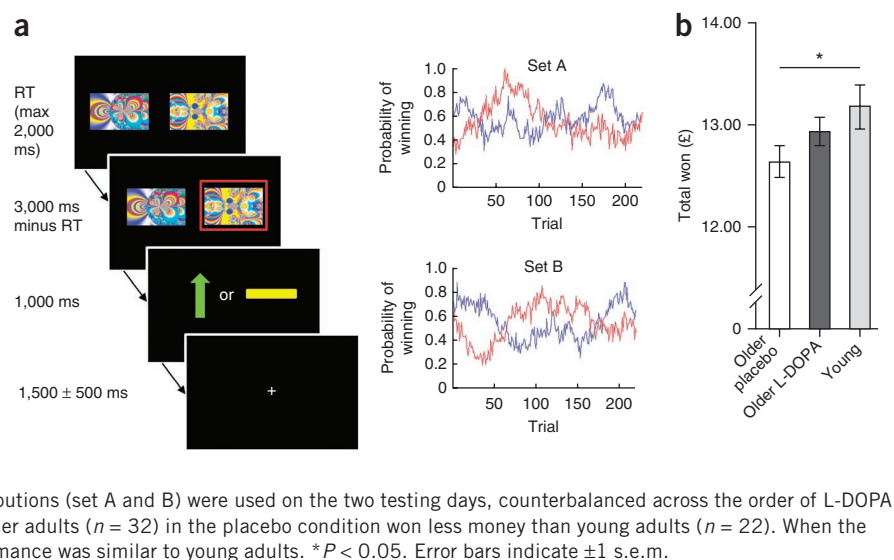 a
RT
(max
2,000
ms)
3,000 ms
minus RT
or
1,000 ms
1,500 ± 500 ms
+
Set A
Probability of
winning
1.0
0.8
0.6
0.4
0.2
0
50
100
150
200
Trial
Set B
Probability of
winning
1.0
0.8
0.6
0.4
0.2
0
50
100
150
200
Trial
b
*
Total won (£)
14.00
13.00
12.00
0
Older
placebo
Older L-DOPA
Young
butions (set A and B) were used on the two testing days, counterbalanced across the order of L-DOPA
er adults (n = 32) in the placebo condition won less money than young adults (n = 22). When the
mance was similar to young adults. *P < 0.05. Error bars indicate ±1 s.e.m.